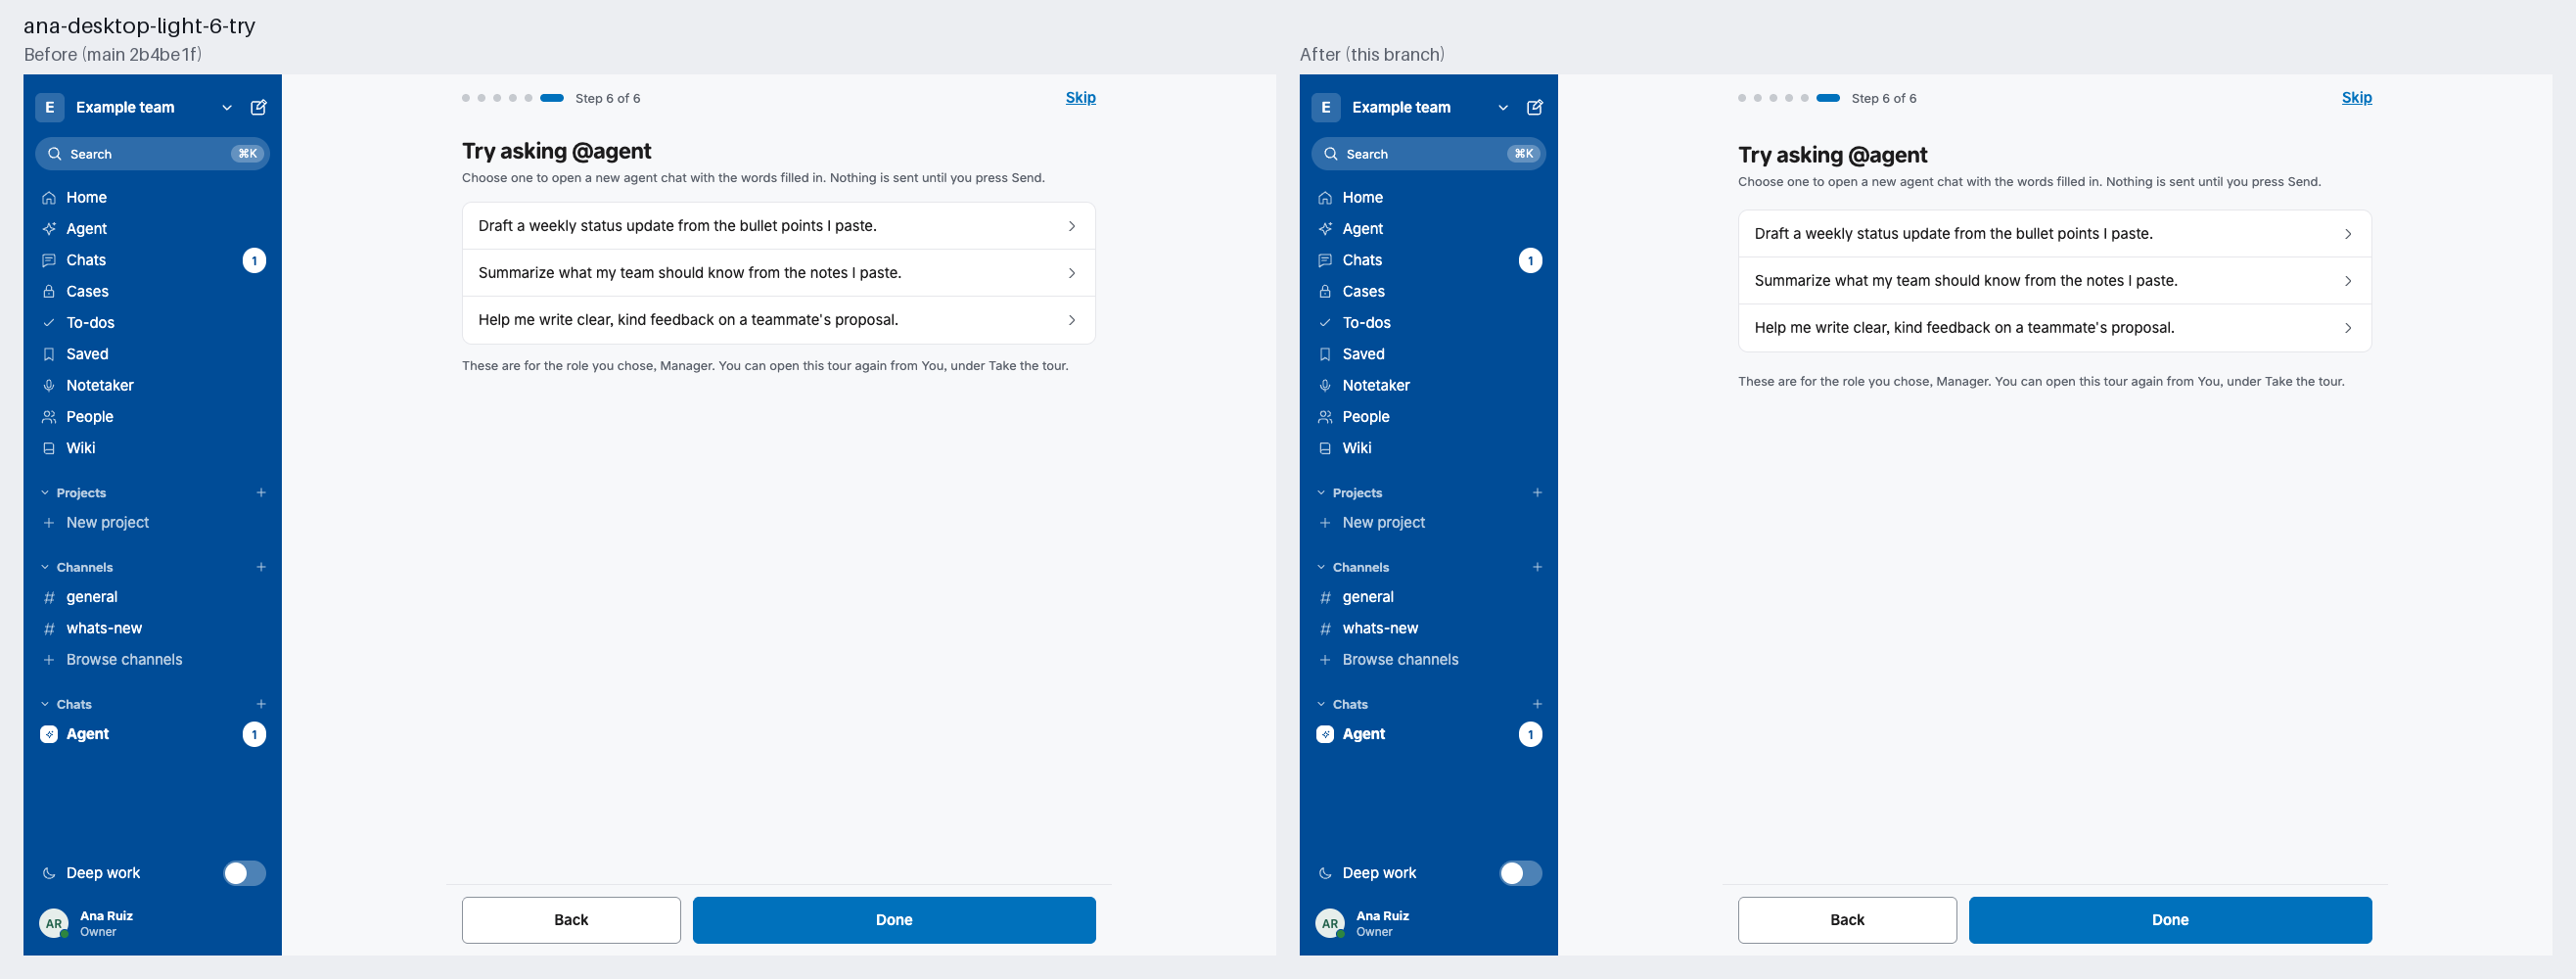 ana-desktop-light-6-try
Before (main 2b4be1f)
E Example team
Search ⌘K
Home
Agent
Chats 1
Cases
To-dos
Saved
Notetaker
People
Wiki
Projects
New project
Channels
# general
# whats-new
Browse channels
Chats
Agent 1
Deep work
AR Ana Ruiz
Owner
Step 6 of 6 Skip
Try asking @agent
Choose one to open a new agent chat with the words filled in. Nothing is sent until you press Send.
Draft a weekly status update from the bullet points I paste.
Summarize what my team should know from the notes I paste.
Help me write clear, kind feedback on a teammate's proposal.
These are for the role you chose, Manager. You can open this tour again from You, under Take the tour.
Back Done
After (this branch)
E Example team
Search ⌘K
Home
Agent
Chats 1
Cases
To-dos
Saved
Notetaker
People
Wiki
Projects
New project
Channels
# general
# whats-new
Browse channels
Chats
Agent 1
Deep work
AR Ana Ruiz
Owner
Step 6 of 6 Skip
Try asking @agent
Choose one to open a new agent chat with the words filled in. Nothing is sent until you press Send.
Draft a weekly status update from the bullet points I paste.
Summarize what my team should know from the notes I paste.
Help me write clear, kind feedback on a teammate's proposal.
These are for the role you chose, Manager. You can open this tour again from You, under Take the tour.
Back Done